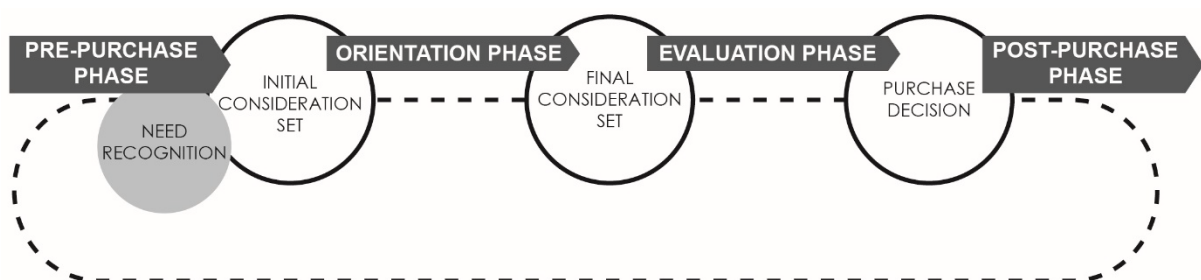 PRE-PURCHASE
PHASE
NEED
RECOGNITION
INITIAL
CONSIDERATION
SET
ORIENTATION PHASE
FINAL
CONSIDERATION
SET
EVALUATION PHASE
PURCHASE
DECISION
POST-PURCHASE
PHASE